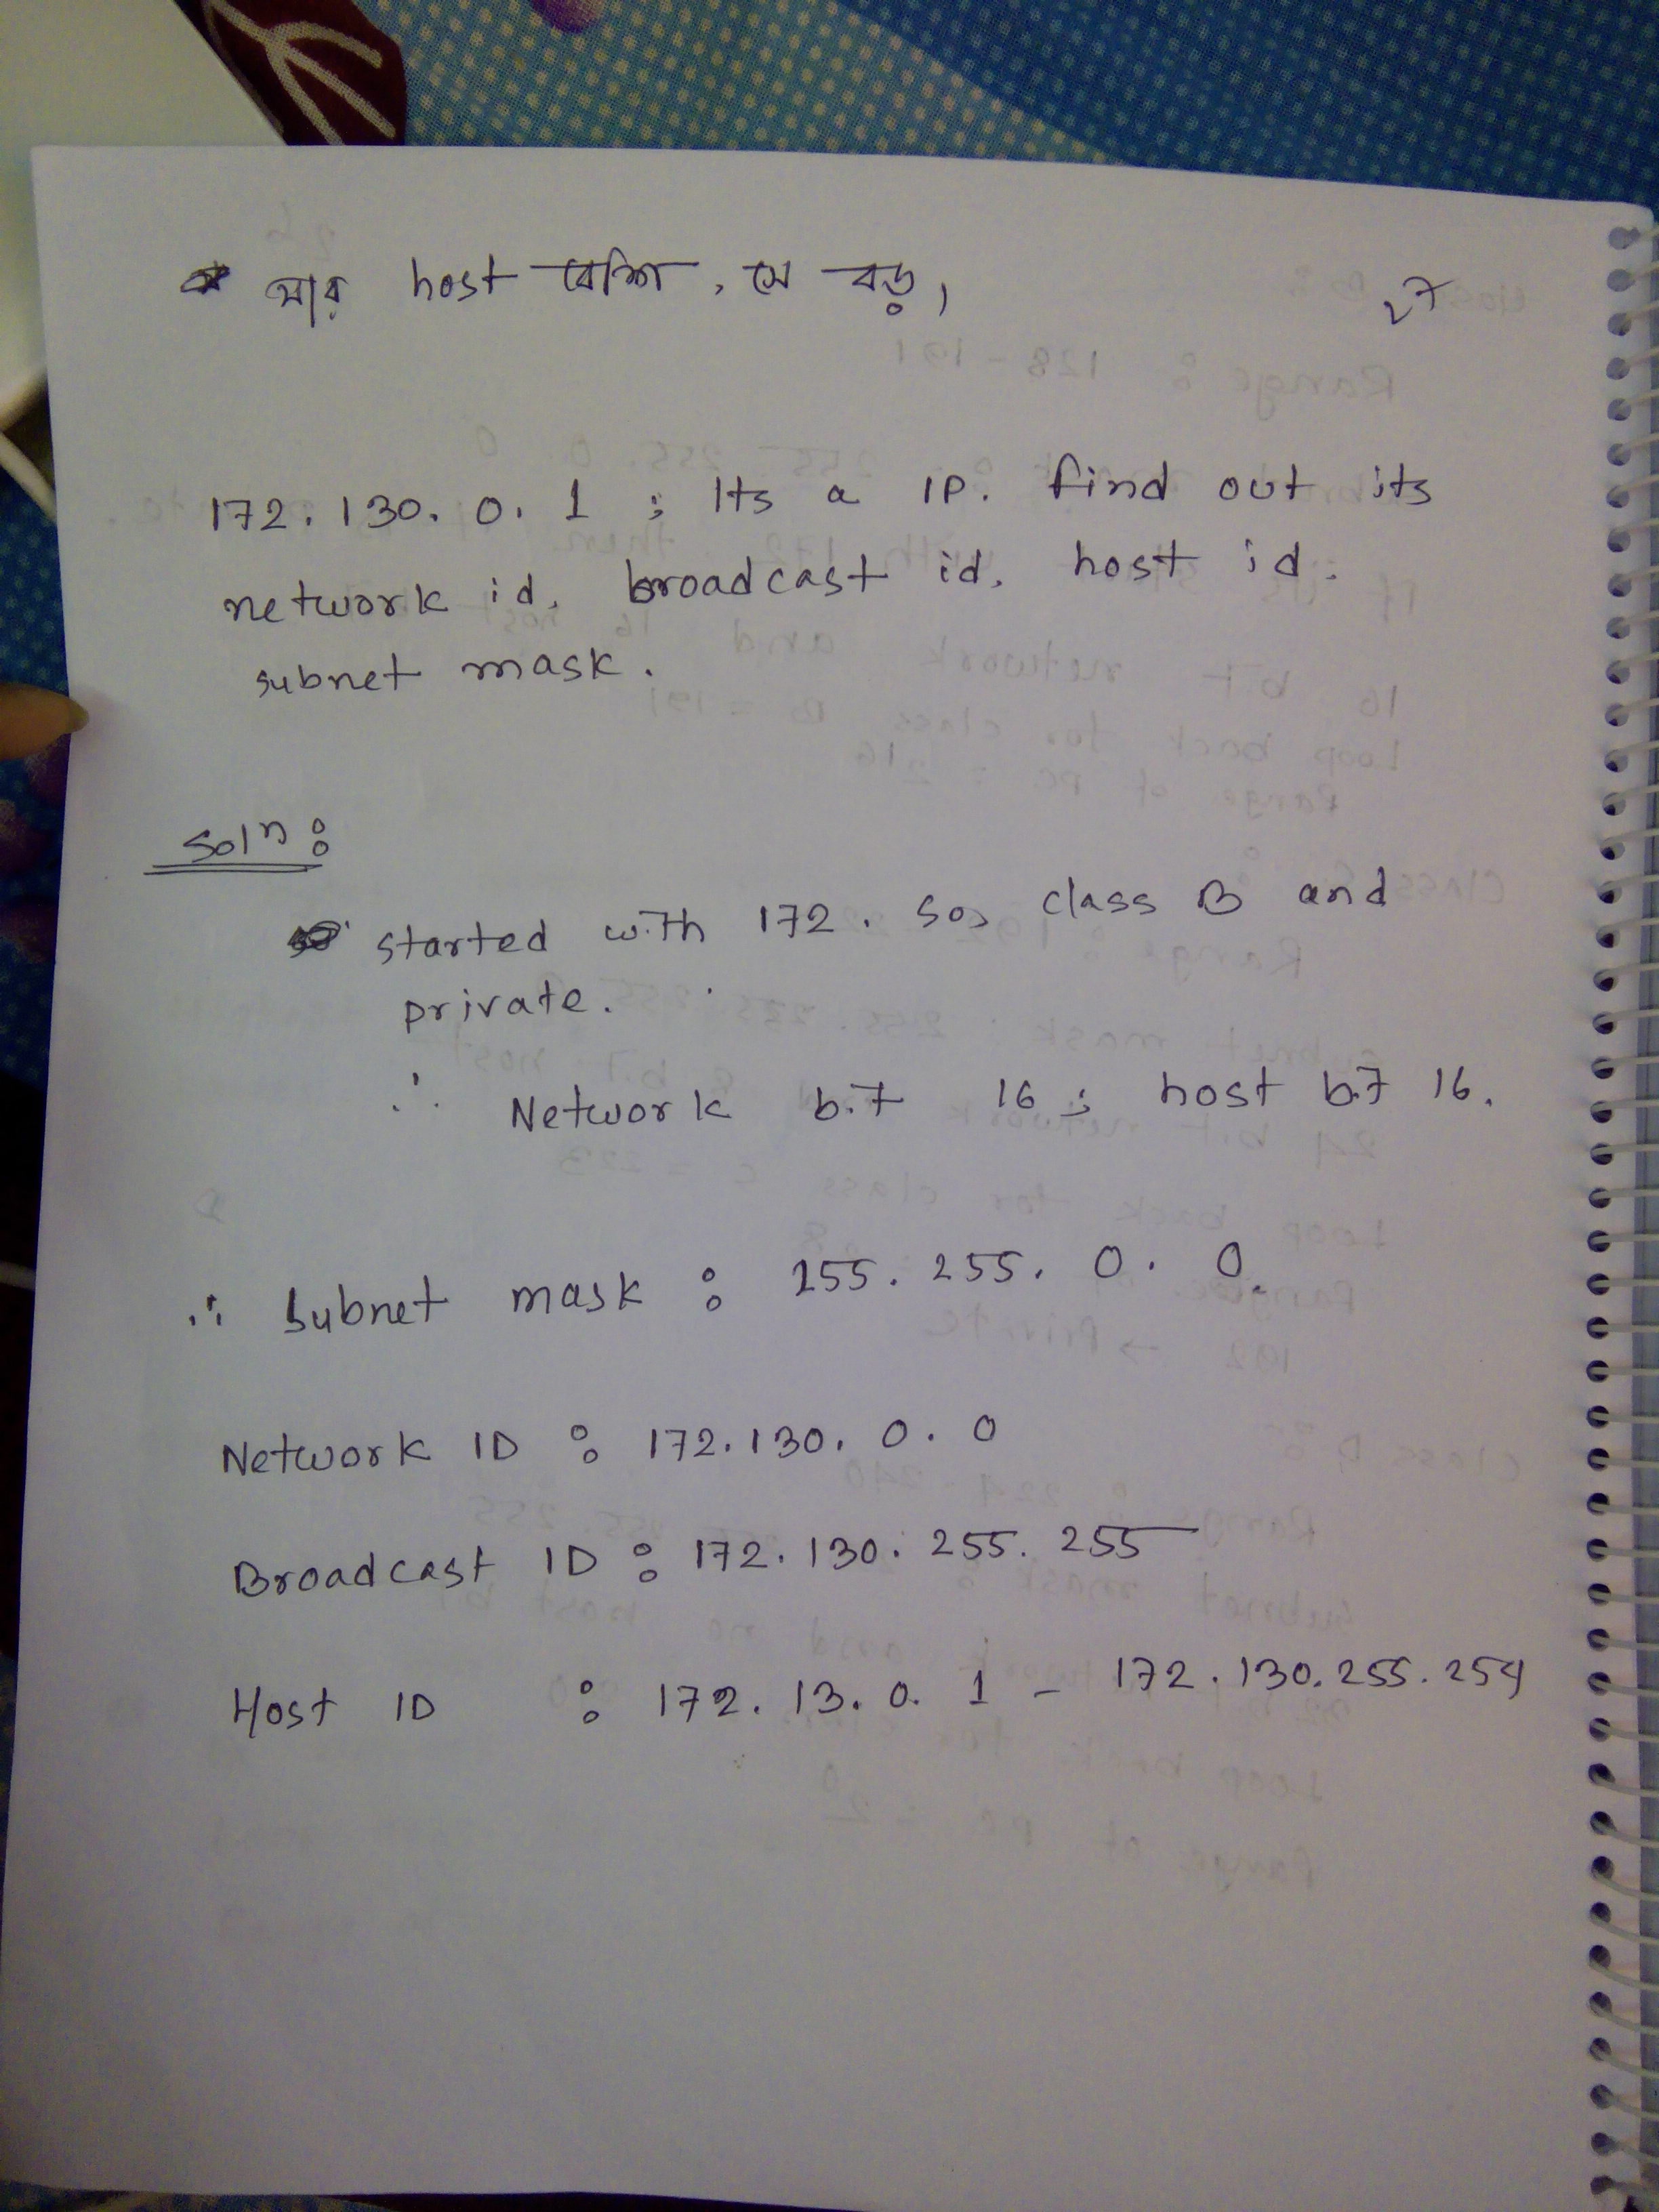 * যার host বেশি, সে বড়,
27
172.130.0.1 ; Its a IP. find out its
network id, broadcast id, host id.
subnet mask.
Solⁿ:
started with 172. So, class B and
private.
∴ Network bit 16 ; host bit 16.
∴ Subnet mask : 255.255.0.0.
Network ID : 172.130.0.0
Broadcast ID : 172.130.255.255
Host ID : 172.13.0.1 - 172.130.255.254